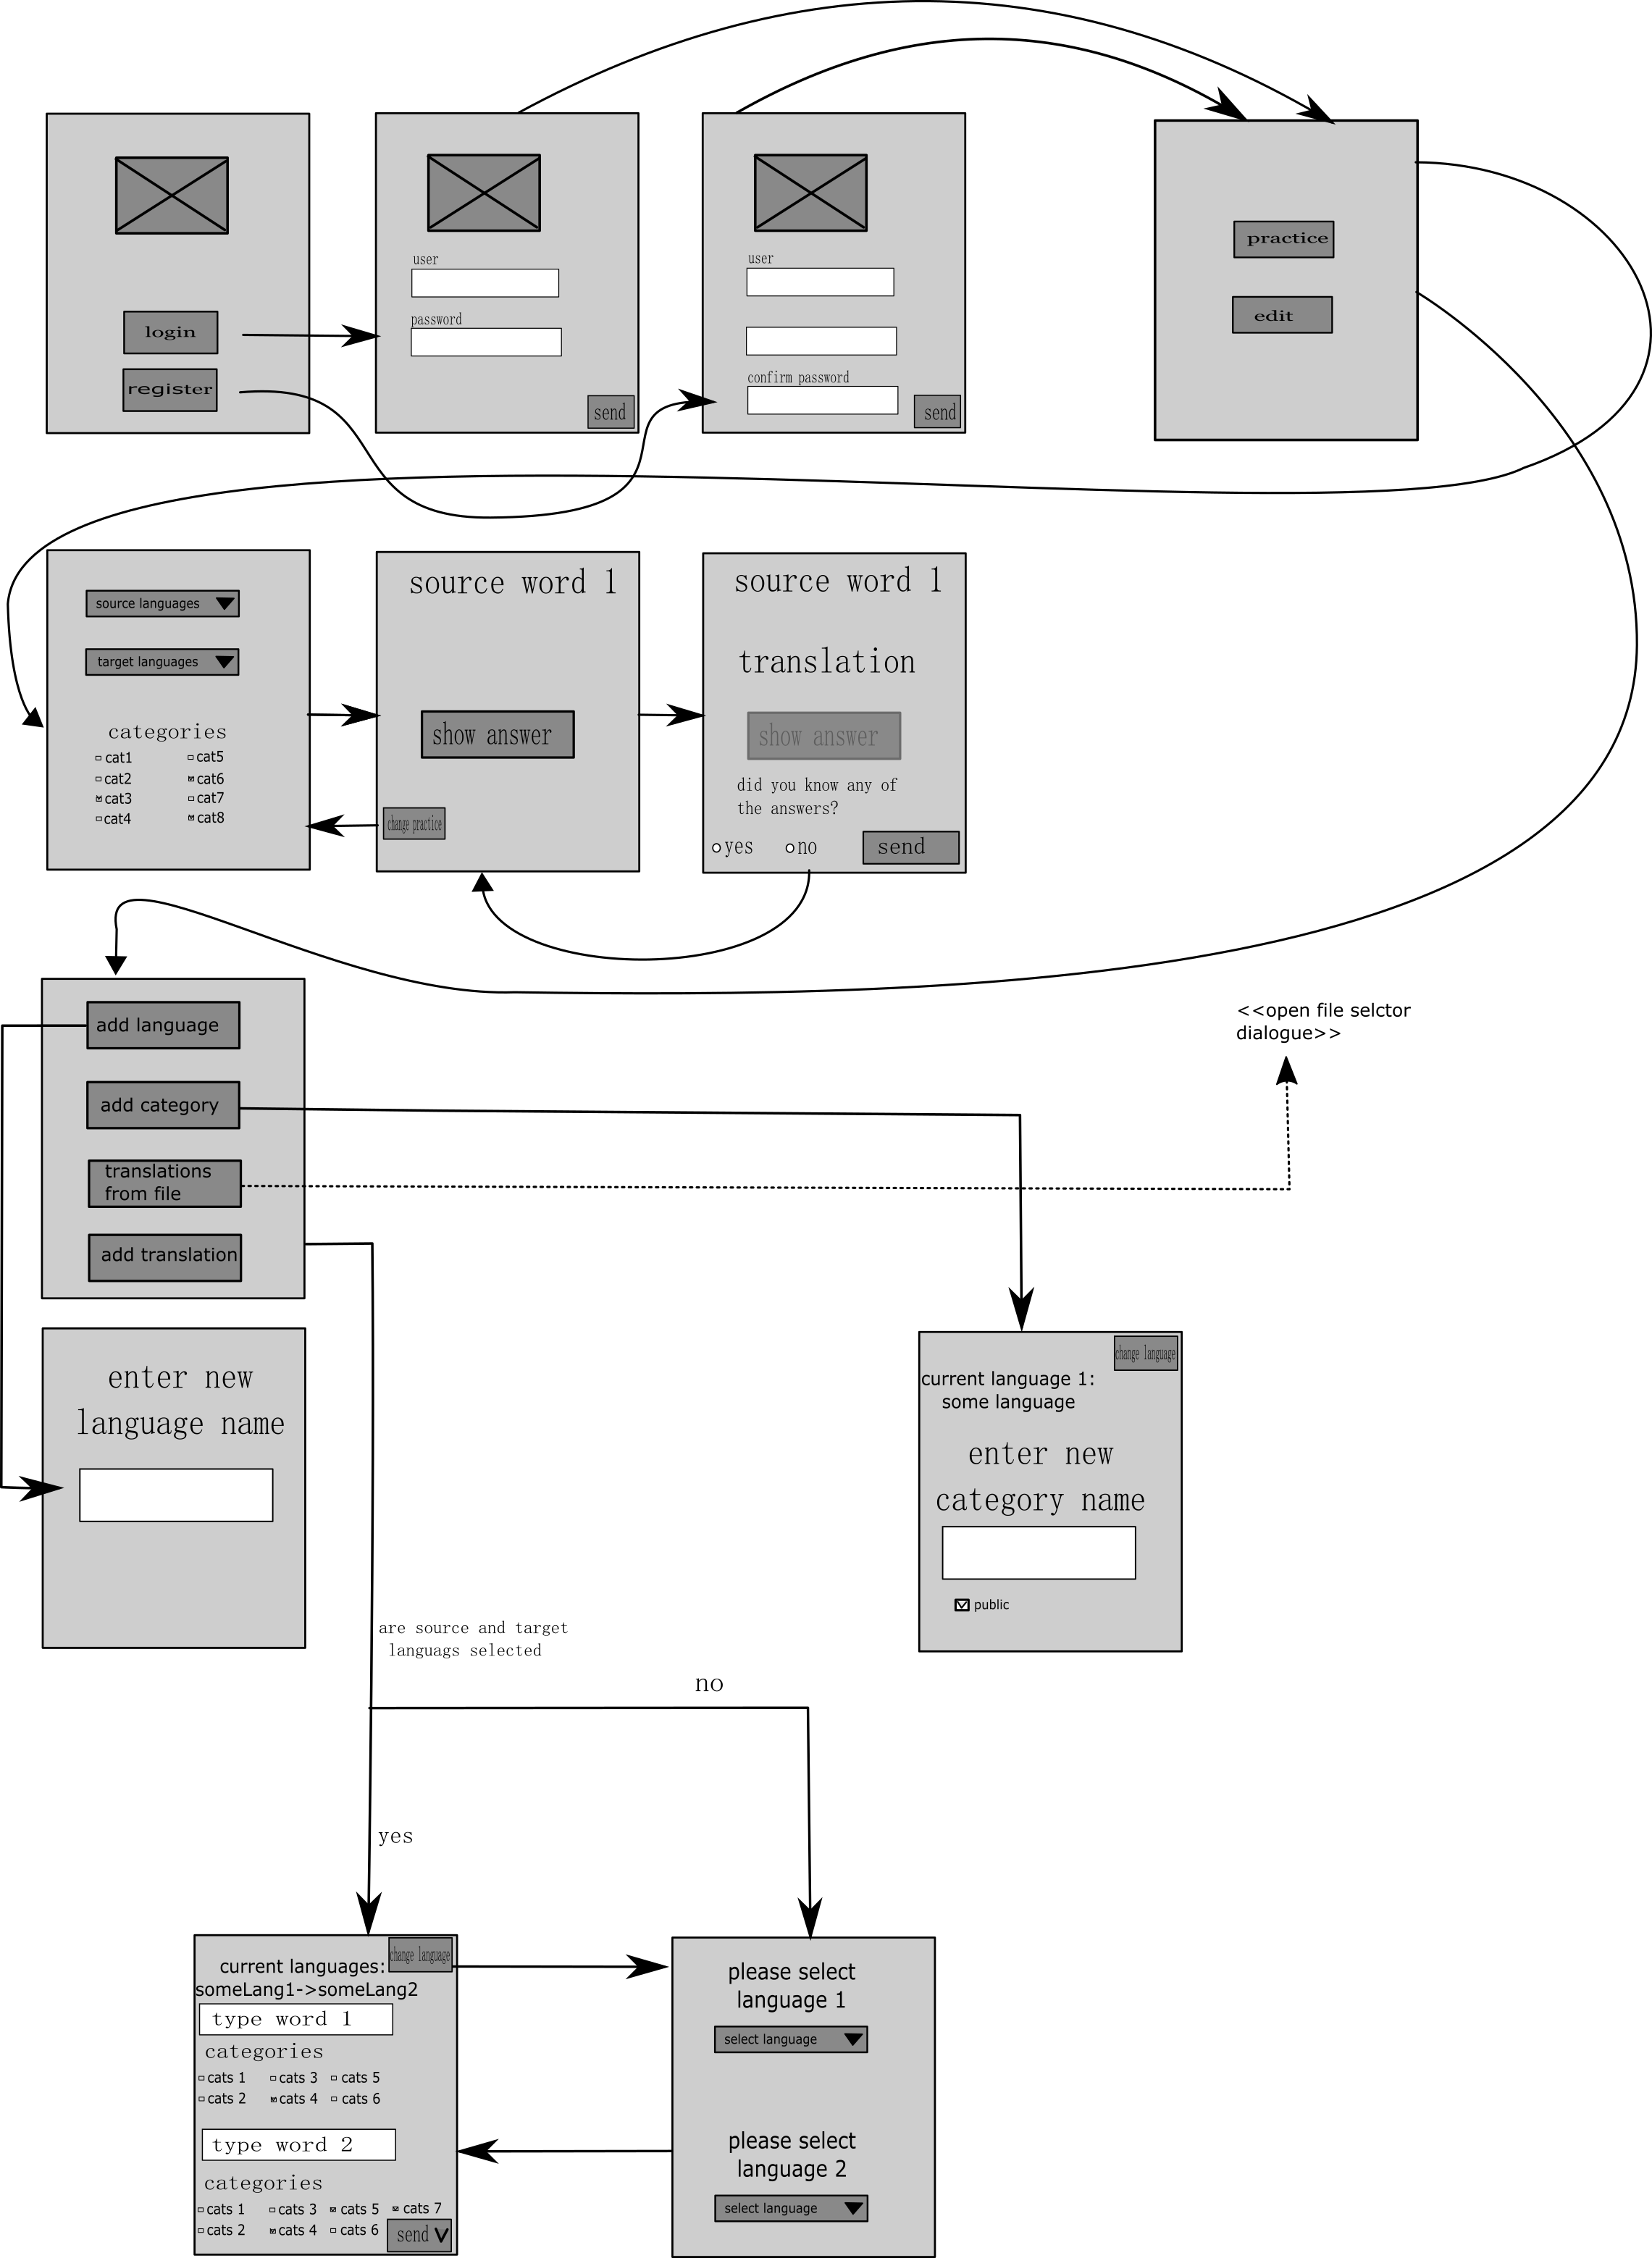 login
register
user
password
send
user
confirm password
send
practice
edit
source languages
target languages
categories
cat1
cat2
cat3
cat4
cat5
cat6
cat7
cat8
source word 1
show answer
change practice
source word 1
translation
show answer
did you know any of
the answers?
yes
no
send
add language
add category
translations
from file
add translation
<<open file selctor
dialogue>>
enter new
language name
change language
current language 1:
some language
enter new
category name
public
are source and target
languags selected
no
yes
change language
current languages:
someLang1->someLang2
type word 1
categories
cats 1
cats 3
cats 5
cats 2
cats 4
cats 6
type word 2
categories
cats 1
cats 3
cats 5
cats 7
cats 2
cats 4
cats 6
send
please select
language 1
select language
please select
language 2
select language